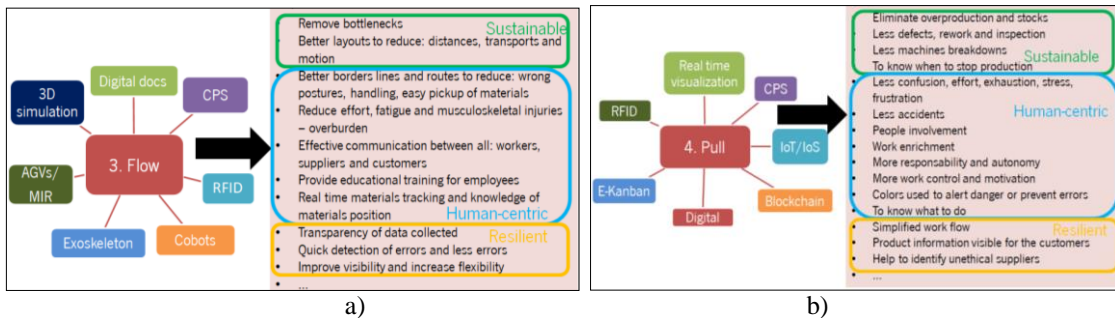 Digital docs
3D
simulation
CPS
3. Flow
AGVs/
MIR
RFID
Exoskeleton
Cobots
• Remove bottlenecks
Sustainable
• Better layouts to reduce: distances, transports and
motion
• Better borders lines and routes to reduce: wrong
postures, handling, easy pickup of materials
• Reduce effort, fatigue and musculoskeletal injuries
– overburden
• Effective communication between all: workers,
suppliers and customers
• Provide educational training for employees
• Real time materials tracking and knowledge of
materials position
Human-centric
• Transparency of data collected
Resilient
• Quick detection of errors and less errors
• Improve visibility and increase flexibility
• ...
a)
Real time
visualization
RFID
CPS
4. Pull
IoT/IoS
E-Kanban
Blockchain
Digital
• Eliminate overproduction and stocks
• Less defects, rework and inspection
• Less machines breakdowns
• To know when to stop production
Sustainable
• Less confusion, effort, exhaustion, stress,
frustration
Human-centric
• Less accidents
• People involvement
• Work enrichment
• More responsability and autonomy
• More work control and motivation
• Colors used to alert danger or prevent errors
• To know what to do
• Simplified work flow
Resilient
• Product information visible for the customers
• Help to identify unethical suppliers
• ...
b)